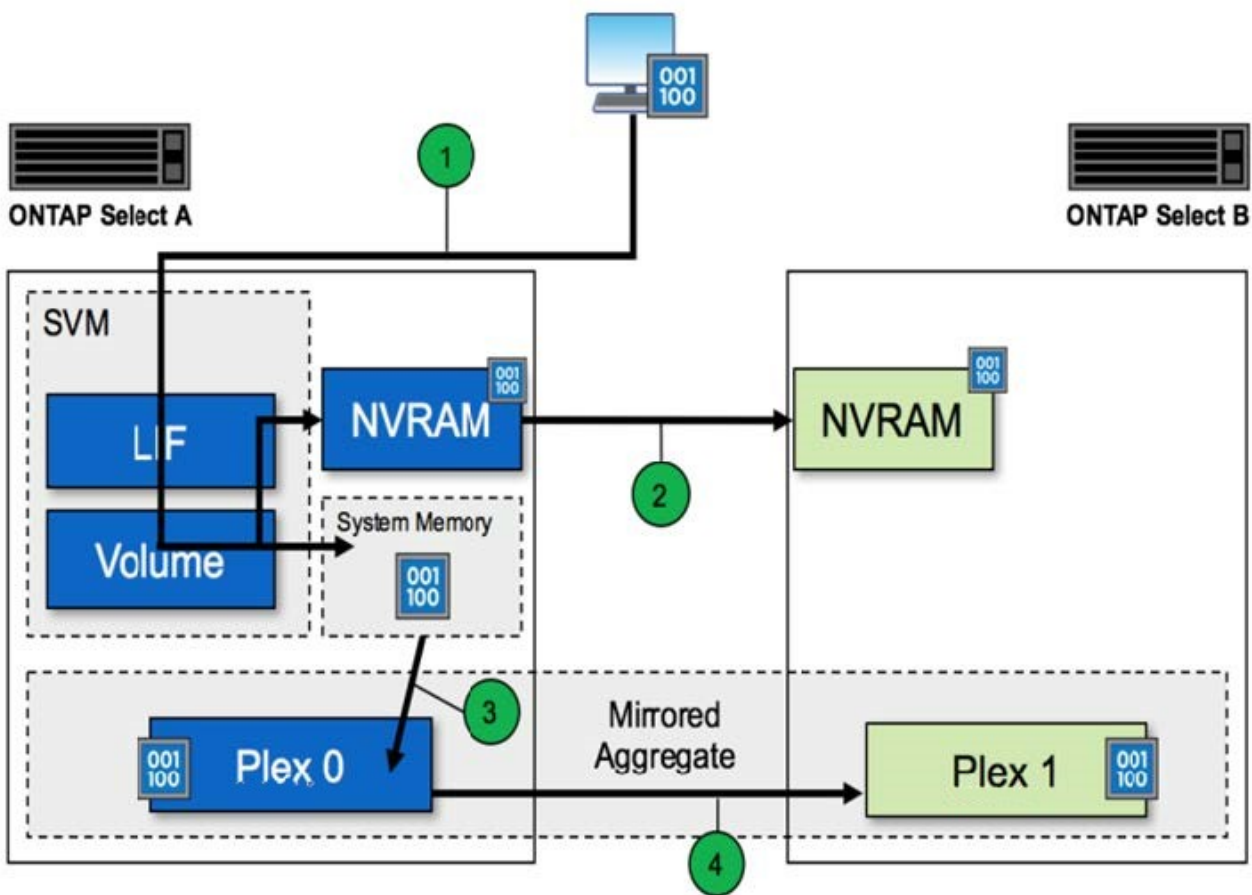 001
100
1
ONTAP Select A
ONTAP Select B
SVM
LIF
Volume
NVRAM
001
100
2
NVRAM
001
100
System Memory
001
100
3
Mirrored
Aggregate
001
100
Plex 0
Plex 1
001
100
4